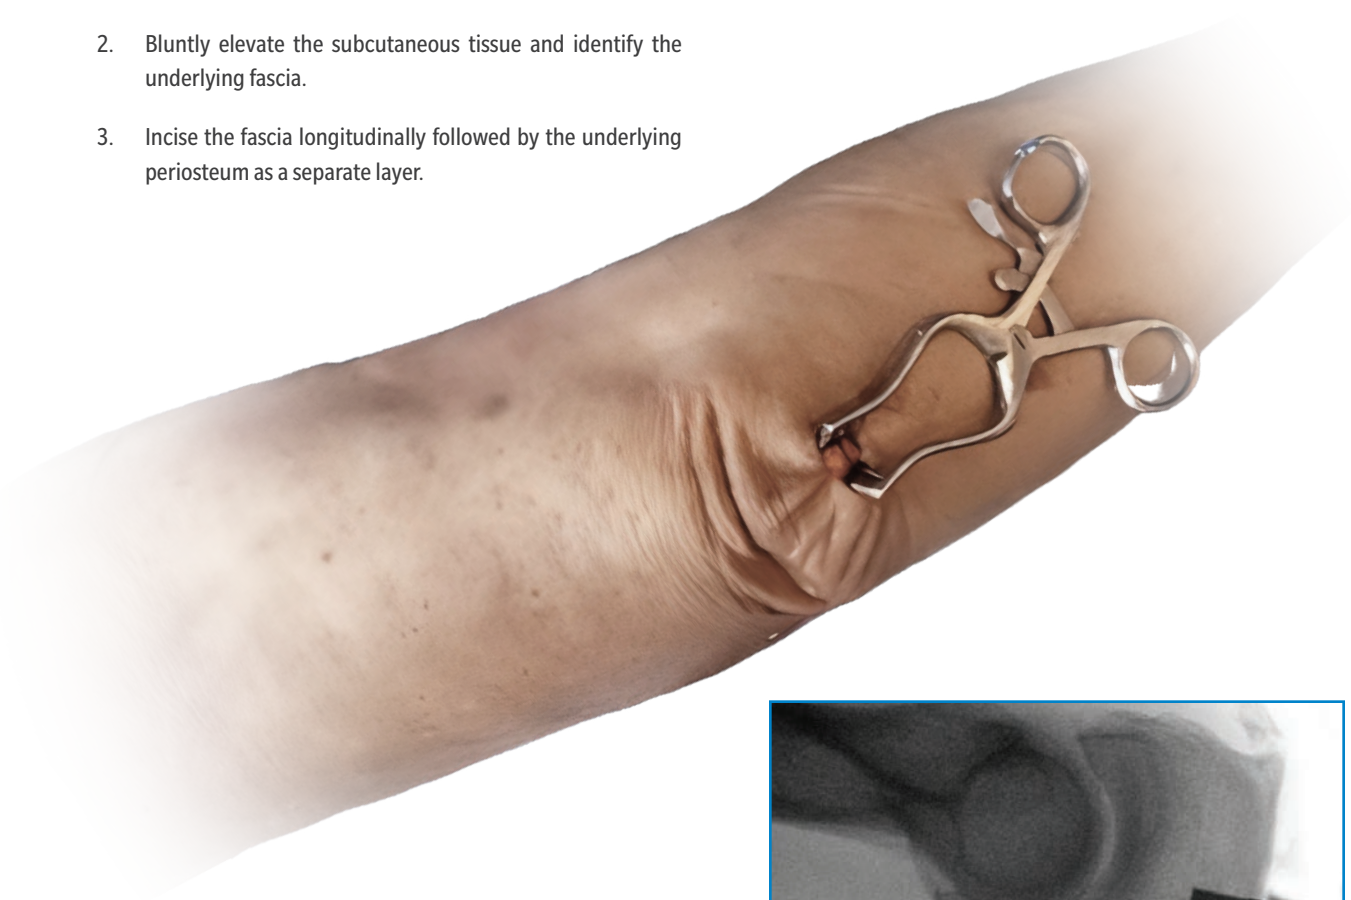 2. Bluntly elevate the subcutaneous tissue and identify the
underlying fascia.
3. Incise the fascia longitudinally followed by the underlying
periosteum as a separate layer.